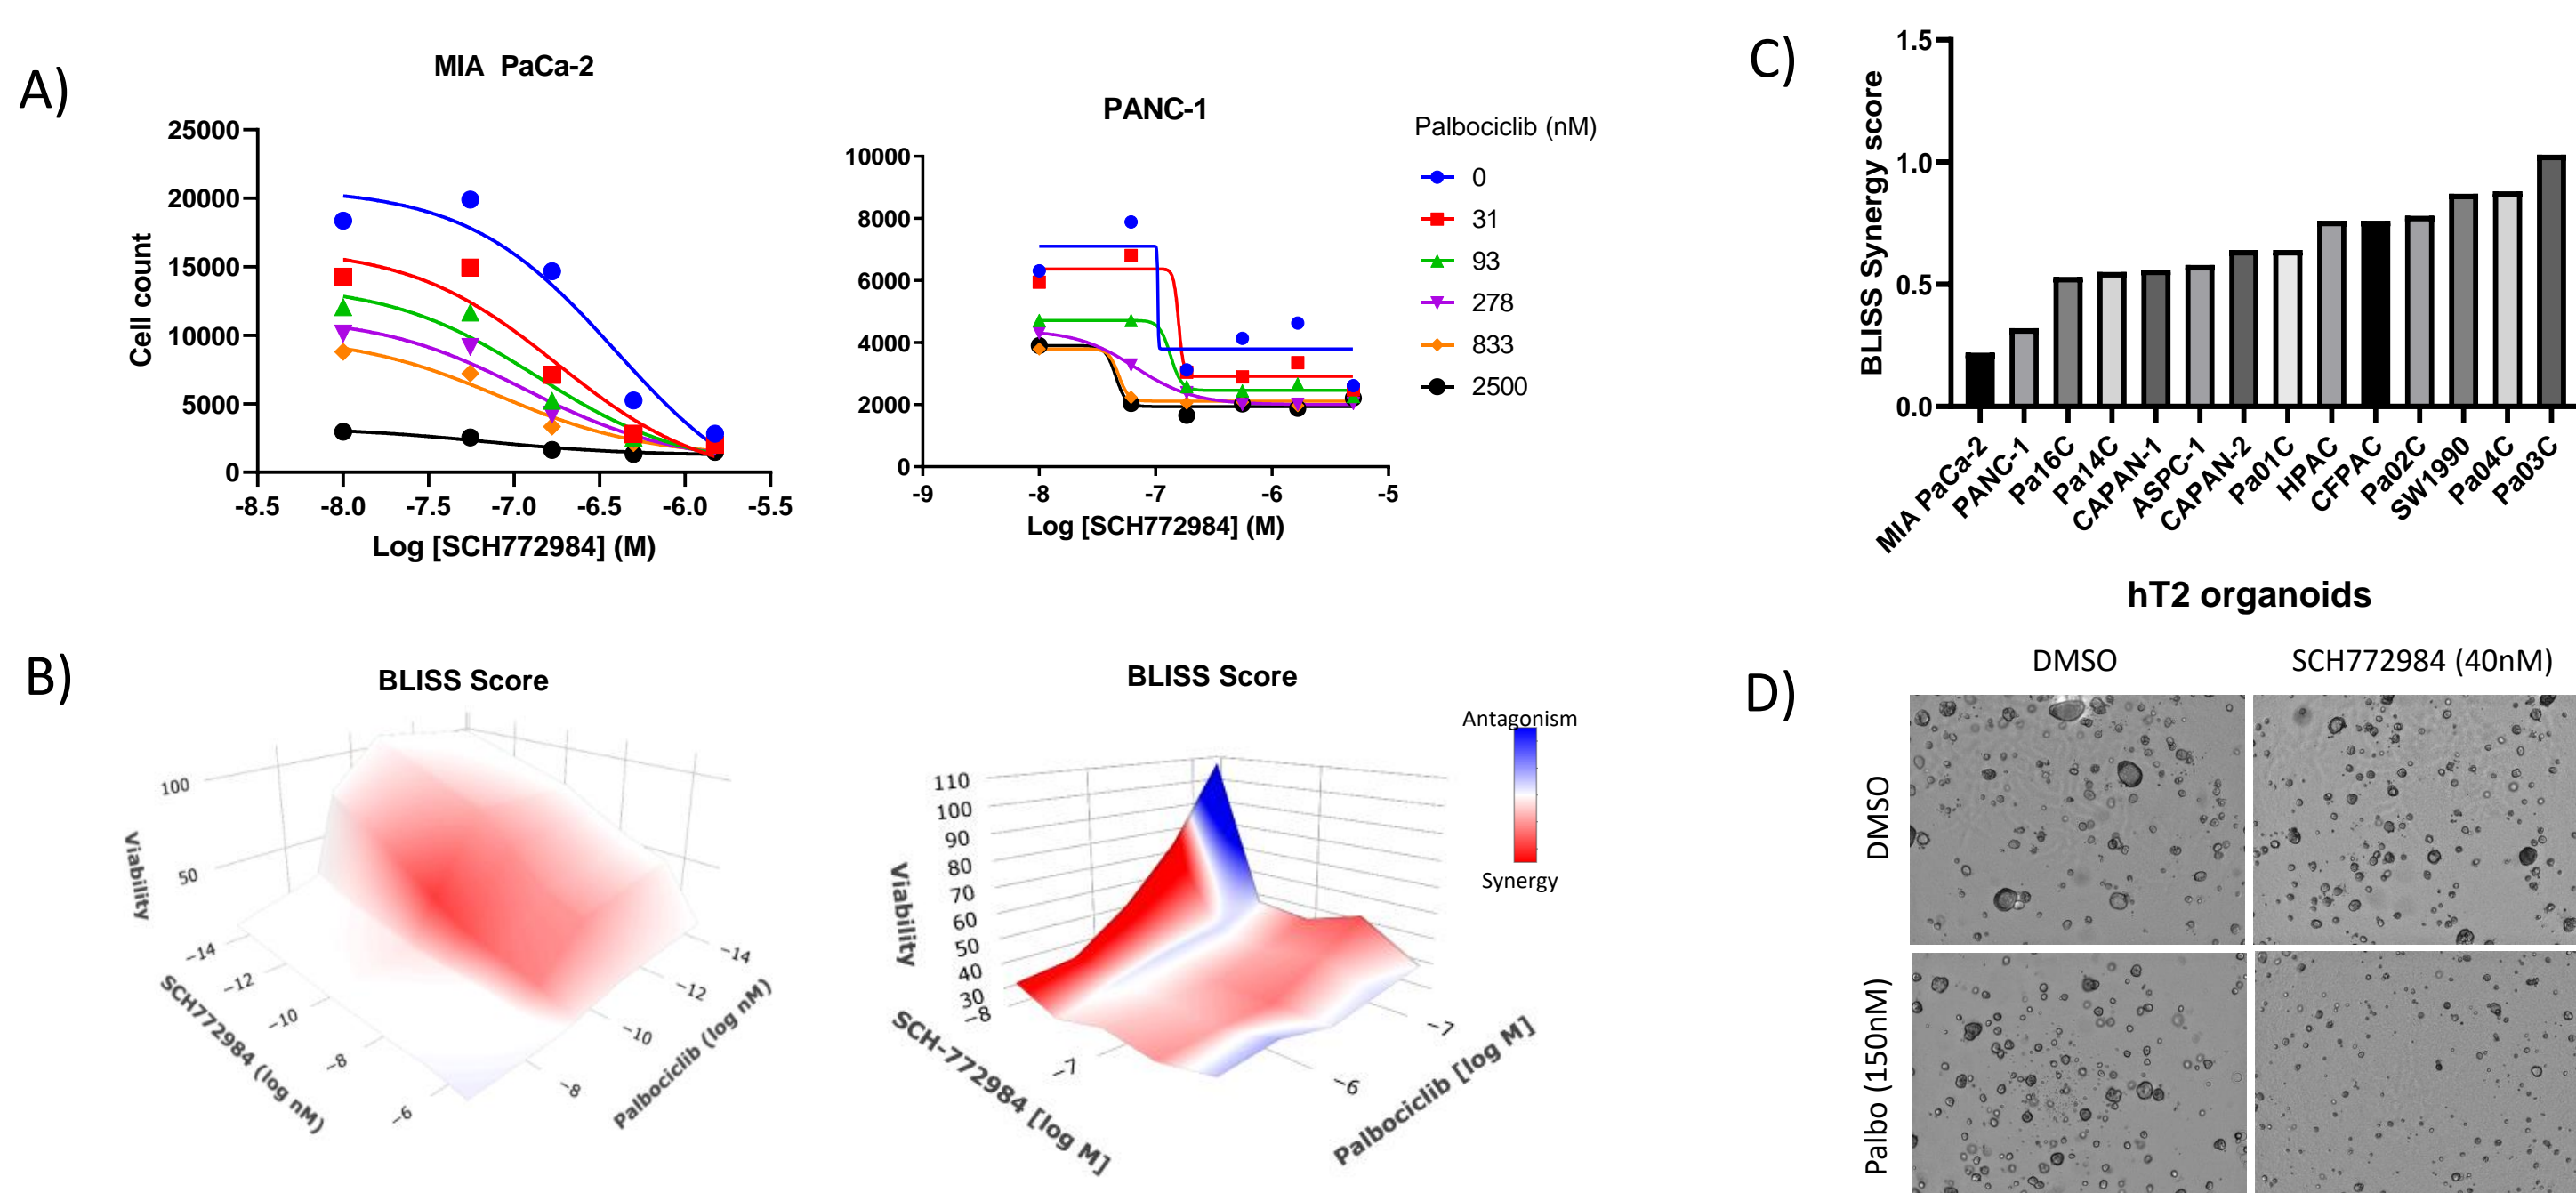 A)
MIA PaCa-2
25000
20000
15000
10000
5000
0
Cell count
-8.5 -8.0 -7.5 -7.0 -6.5 -6.0 -5.5
Log [SCH772984] (M)
PANC-1
10000
8000
6000
4000
2000
0
-9 -8 -7 -6 -5
Log [SCH772984] (M)
Palbociclib (nM)
0
31
93
278
833
2500
B)
BLISS Score
100
50
Viability
-14
-12
-10
-8
-6
SCH772984 (log nM)
-14
-12
-10
-8
Palbociclib (log nM)
BLISS Score
110
100
90
80
70
60
50
40
30
Viability
-8
-7
SCH-772984 [log M]
-7
-6
Palbociclib [log M]
Antagonism
Synergy
C)
1.5
1.0
0.5
0.0
BLISS Synergy score
MIA PaCa-2
PANC-1
Pa16C
Pa14C
CAPAN-1
ASPC-1
CAPAN-2
Pa01C
HPAC
CFPAC
Pa02C
SW1990
Pa04C
Pa03C
D)
hT2 organoids
DMSO SCH772984 (40nM)
DMSO
Palbo (150nM)